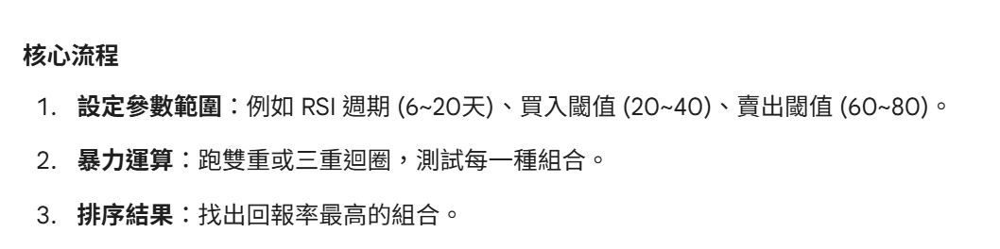 核心流程
1. 設定參數範圍：例如 RSI 週期 (6~20天)、買入閾值 (20~40)、賣出閾值 (60~80)。
2. 暴力運算：跑雙重或三重迴圈，測試每一種組合。
3. 排序結果：找出回報率最高的組合。